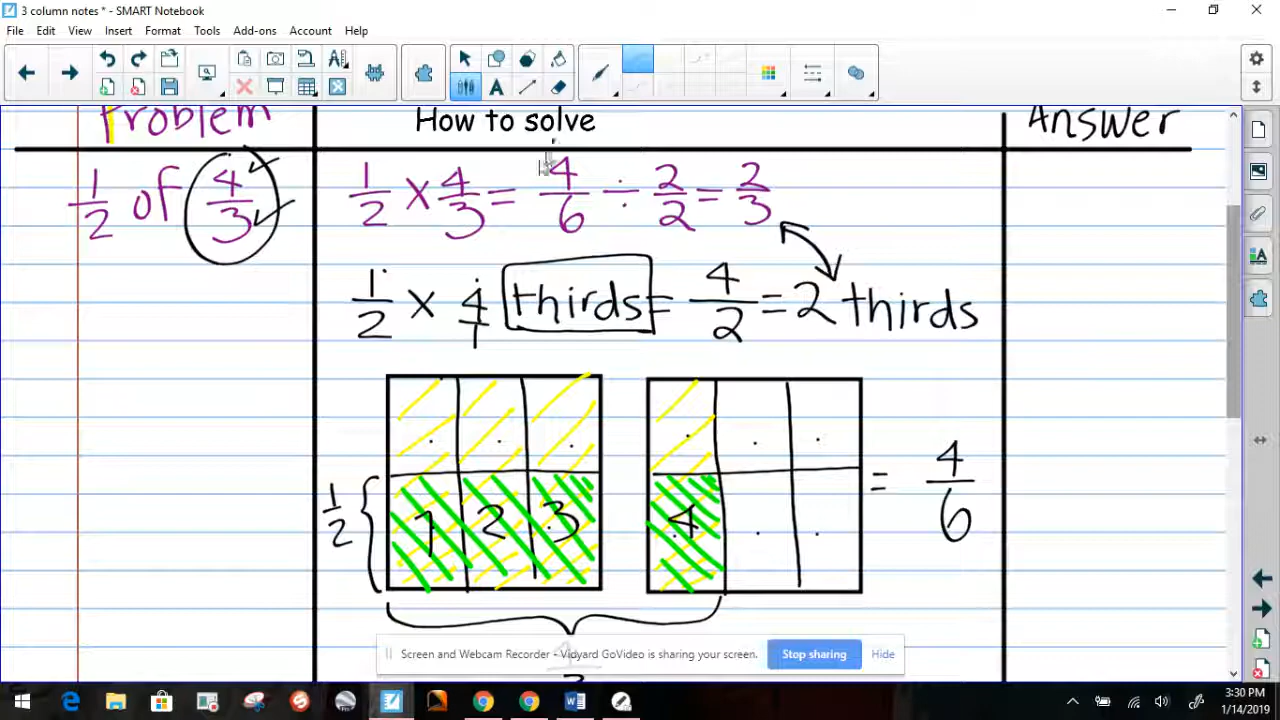 3 column notes * - SMART Notebook
File Edit View Insert Format Tools Add-ons Account Help
Problem How to solve Answer
1/2 of 4/3
1/2 × 4/3 = 4/6 ÷ 2/2 = 2/3
1/2 × 4/1 thirds = 4/2 = 2 thirds
1/2 1 2 3 4 = 4/6
Screen and Webcam Recorder - Vidyard GoVideo is sharing your screen. Stop sharing Hide
3:30 PM
1/14/2019